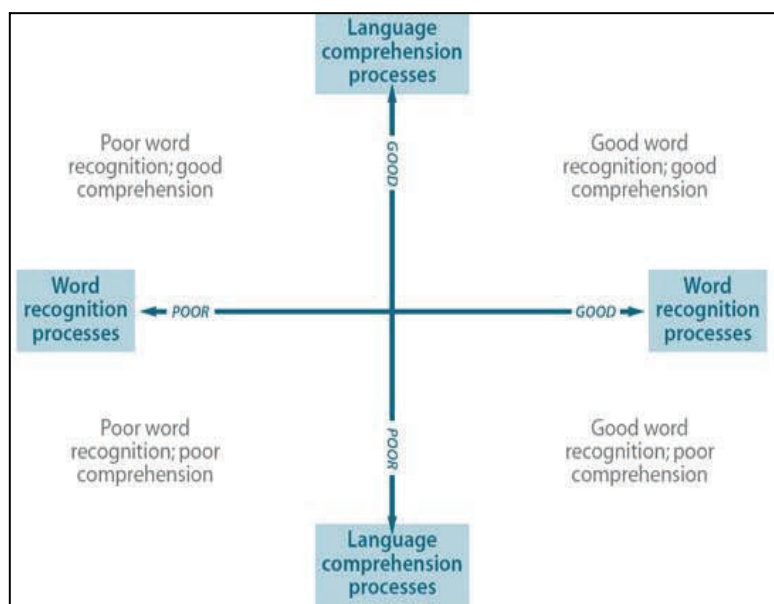 Language
comprehension
processes
GOOD
Poor word
recognition; good
comprehension
Good word
recognition; good
comprehension
Word
recognition
processes
POOR
GOOD
Word
recognition
processes
Poor word
recognition; poor
comprehension
POOR
Good word
recognition; poor
comprehension
Language
comprehension
processes